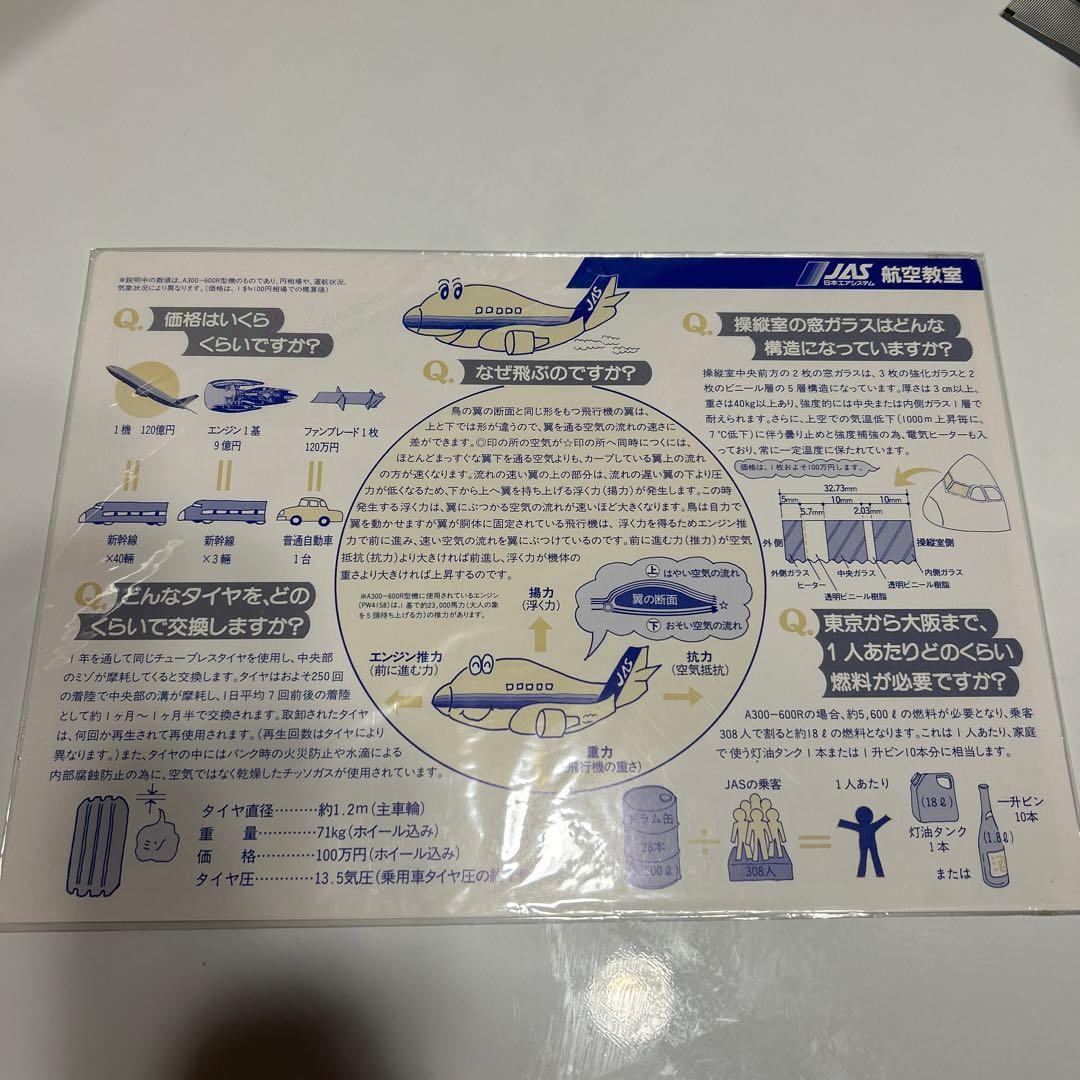 ※説明中の数値は、A300-600R型機のものであり、円相場や、運航状況、
気象状況により異なります。(価格は、1$≒100円相場での概算値)
JAS
日本エアシステム
航空教室
JAS
Q. 価格はいくら
くらいですか?
1機 120億円
エンジン1基
9億円
ファンブレード1枚
120万円
新幹線
×40輛
新幹線
×3輛
普通自動車
1台
Q. なぜ飛ぶのですか?
鳥の翼の断面と同じ形をもつ飛行機の翼は、
上と下では形が違うので、翼を通る空気の流れの速さに
差ができます。◎印の所の空気が☆印の所へ同時につくには、
ほとんどまっすぐな翼下を通る空気よりも、カーブしている翼上の流れ
の方が速くなります。流れの速い翼の上の部分は、流れの遅い翼の下より圧
力が低くなるため、下から上へ翼を持ち上げる浮く力(揚力)が発生します。この時
発生する浮く力は、翼にぶつかる空気の流れが速いほど大きくなります。鳥は自力で
翼を動かせますが翼が胴体に固定されている飛行機は、浮く力を得るためエンジン推
力で前に進み、速い空気の流れを翼にぶつけているのです。前に進む力(推力)が空気
抵抗(抗力)より大きければ前進し、浮く力が機体の
重さより大きければ上昇するのです。
※A300-600R型機に使用されているエンジン
(PW4158)は、1基で約23,000馬力(大人の象
を5頭持ち上げる力)の推力があります。
揚力
(浮く力)
上 はやい空気の流れ
翼の断面
☆
下 おそい空気の流れ
エンジン推力
(前に進む力)
抗力
(空気抵抗)
JAS
重力
(飛行機の重さ)
Q. 操縦室の窓ガラスはどんな
構造になっていますか?
操縦室中央前方の2枚の窓ガラスは、3枚の強化ガラスと2
枚のビニール層の5層構造になっています。厚さは3cm以上、
重さは40kg以上あり、強度的には中央または内側ガラス1層で
耐えられます。さらに、上空での気温低下(1000m上昇毎に、
7℃低下)に伴う曇り止めと強度補強の為、電気ヒーターも入
っており、常に一定温度に保たれています。
価格は、1枚およそ100万円します。
32.73mm
5mm
10mm
10mm
5.7mm
2.03mm
外側
操縦室側
外側ガラス
中央ガラス
内側ガラス
ヒーター
透明ビニール樹脂
透明ビニール樹脂
Q. どんなタイヤを、どの
くらいで交換しますか?
1年を通して同じチューブレスタイヤを使用し、中央部
のミゾが摩耗してくると交換します。タイヤはおよそ250回
の着陸で中央部の溝が摩耗し、1日平均7回前後の着陸
として約1ヶ月〜1ヶ月半で交換されます。取卸されたタイヤ
は、何回か再生されて再使用されます。(再生回数はタイヤにより
異なります。)また、タイヤの中にはパンク時の火災防止や水滴による
内部腐蝕防止の為に、空気ではなく乾燥したチッソガスが使用されています。
ミゾ
タイヤ直径………約1.2m(主車輪)
重 量…………71kg(ホイール込み)
価 格…………100万円(ホイール込み)
タイヤ圧…………13.5気圧(乗用車タイヤ圧の約
Q. 東京から大阪まで、
1人あたりどのくらい
燃料が必要ですか?
A300-600Rの場合、約5,600ℓの燃料が必要となり、乗客
308人で割ると約18ℓの燃料となります。これは1人あたり、家庭
で使う灯油タンク1本または1升ビン10本分に相当します。
ドラム缶
28本
÷
JASの乗客
308人
=
1人あたり
(18ℓ)
灯油タンク
1本
または
一升ビン
10本
(1.8ℓ)